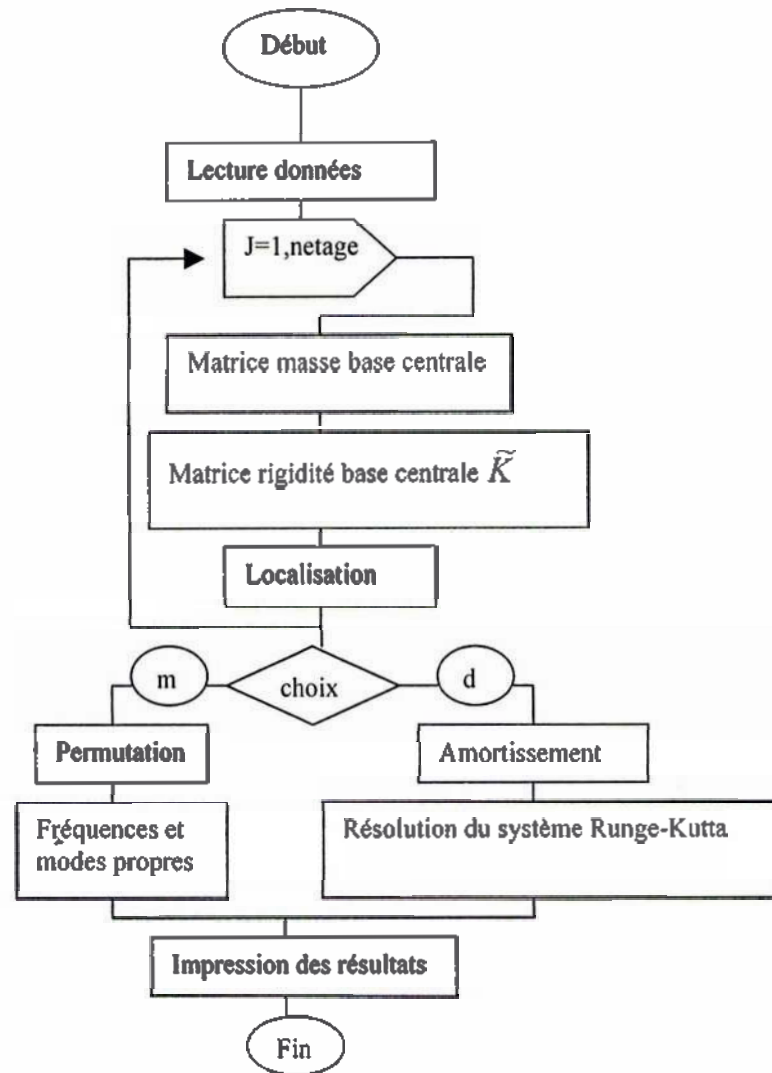 Début
Lecture données
J=1,netage
Matrice masse base centrale
Matrice rigidité base centrale K̃
Localisation
m
choix
d
Permutation
Amortissement
Fréquences et
modes propres
Résolution du système Runge-Kutta
Impression des résultats
Fin